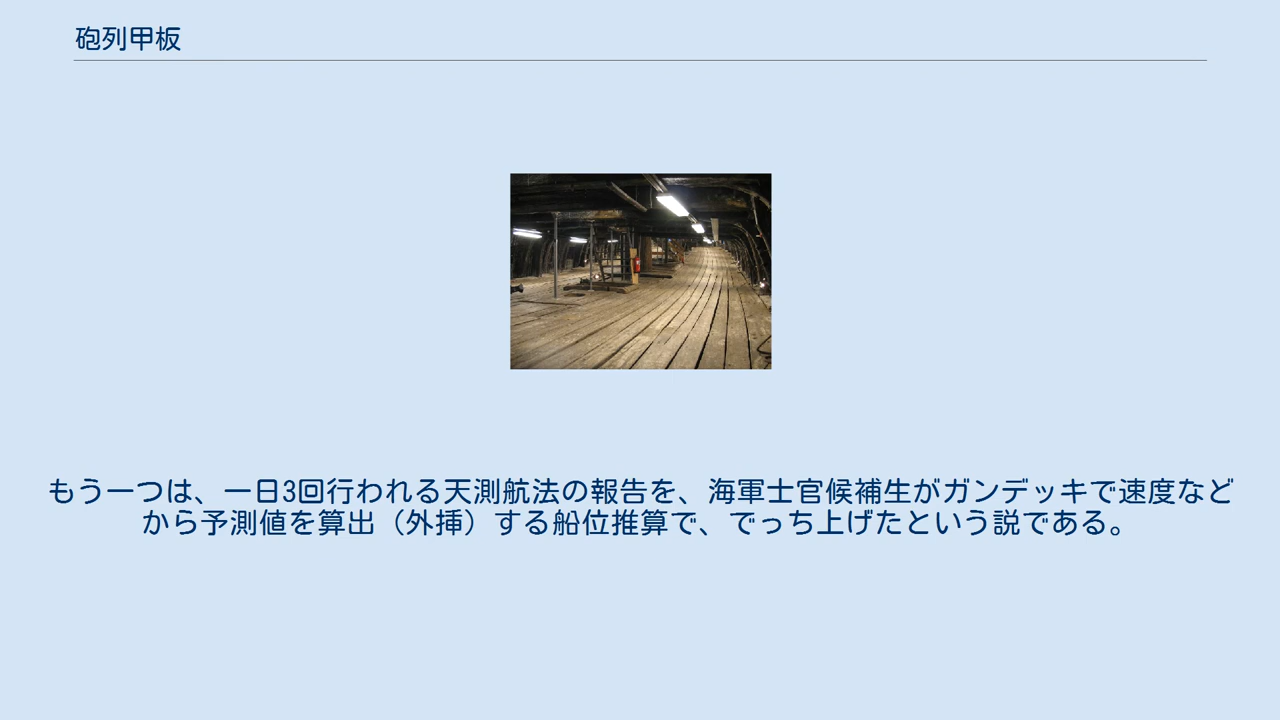 砲列甲板
もう一つは、一日3回行われる天測航法の報告を、海軍士官候補生がガンデッキで速度など
から予測値を算出（外挿）する船位推算で、でっち上げたという説である。